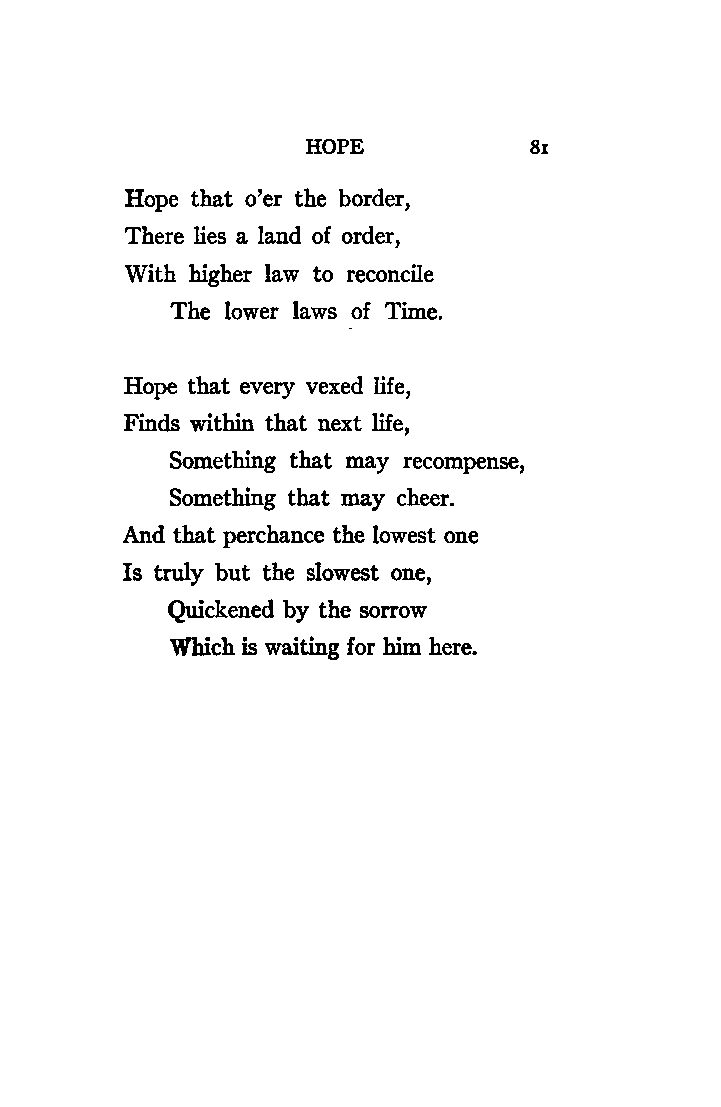 HOPE 81
Hope that o'er the border,
There lies a land of order,
With higher law to reconcile
The lower laws of Time.
Hope that every vexed life,
Finds within that next life,
Something that may recompense,
Something that may cheer.
And that perchance the lowest one
Is truly but the slowest one,
Quickened by the sorrow
Which is waiting for him here.